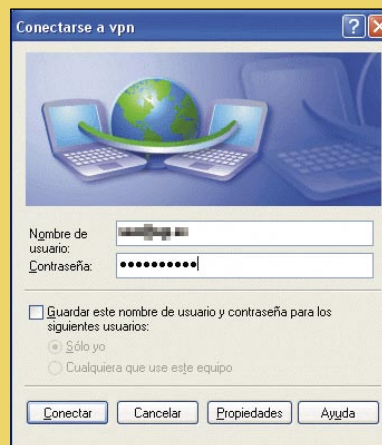 Conectarse a vpn
Nombre de
usuario:
Contraseña: ••••••••••
Guardar este nombre de usuario y contraseña para los
siguientes usuarios:
Sólo yo
Cualquiera que use este equipo
Conectar Cancelar Propiedades Ayuda